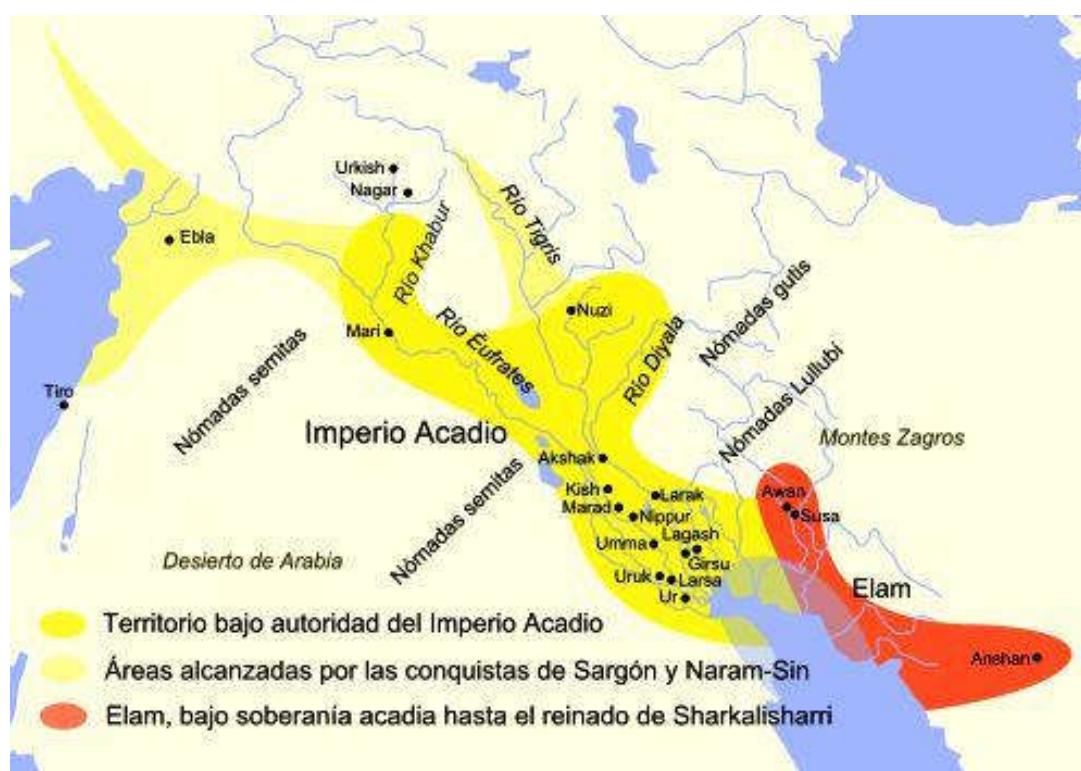 Urkish
Nagar
Río Khabur
Río Tigris
Ebla
Nuzi
Mari
Río Éufrates
Río Diyala
Nómadas gutis
Nómadas semitas
Tiro
Nómadas Lullubi
Imperio Acadio
Montes Zagros
Akshak
Nómadas semitas
Kish
Larak
Awan
Marad
Nippur
Susa
Umma
Lagash
Girsu
Desierto de Arabia
Uruk
Larsa
Ur
Elam
Anshan
Territorio bajo autoridad del Imperio Acadio
Áreas alcanzadas por las conquistas de Sargón y Naram-Sin
Elam, bajo soberanía acadia hasta el reinado de Sharkalisharri